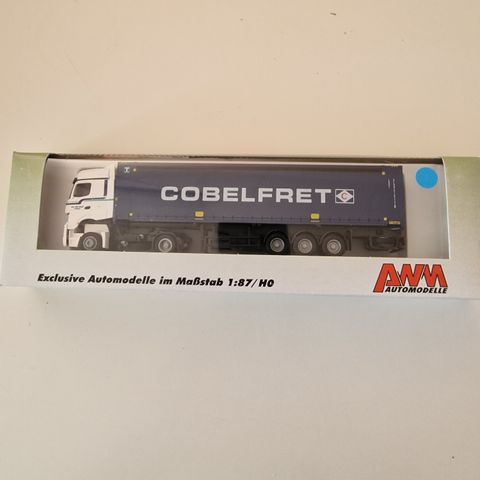 COBELFRET
Exclusive Automodelle im Maßstab 1:87/H0
AWM
AUTOMODELLE